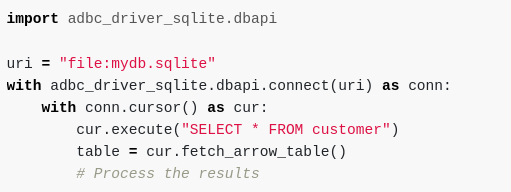 import adbc_driver_sqlite.dbapi

uri = "file:mydb.sqlite"
with adbc_driver_sqlite.dbapi.connect(uri) as conn:
    with conn.cursor() as cur:
        cur.execute("SELECT * FROM customer")
        table = cur.fetch_arrow_table()
        # Process the results